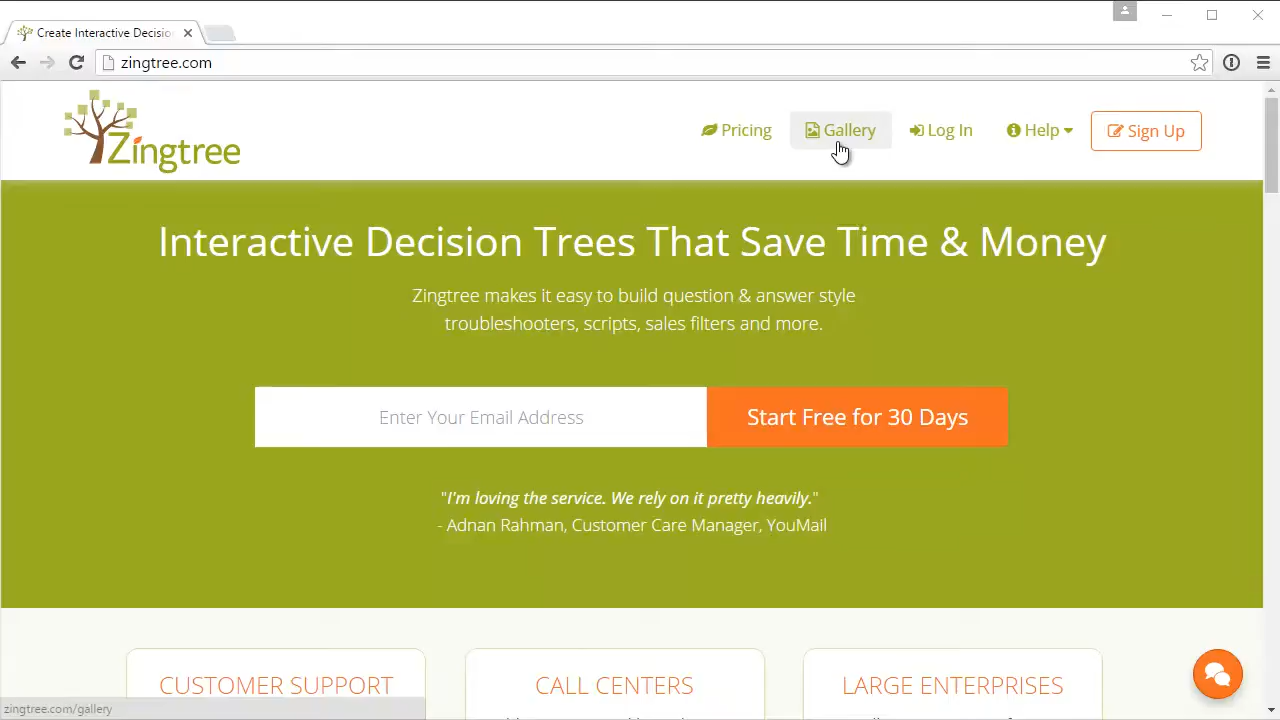 Create Interactive Decisio
zingtree.com
Zingtree
Pricing
Gallery
Log In
Help
Sign Up
Interactive Decision Trees That Save Time & Money
Zingtree makes it easy to build question & answer style
troubleshooters, scripts, sales filters and more.
Enter Your Email Address
Start Free for 30 Days
"I'm loving the service. We rely on it pretty heavily."
- Adnan Rahman, Customer Care Manager, YouMail
CUSTOMER SUPPORT
CALL CENTERS
LARGE ENTERPRISES
zingtree.com/gallery